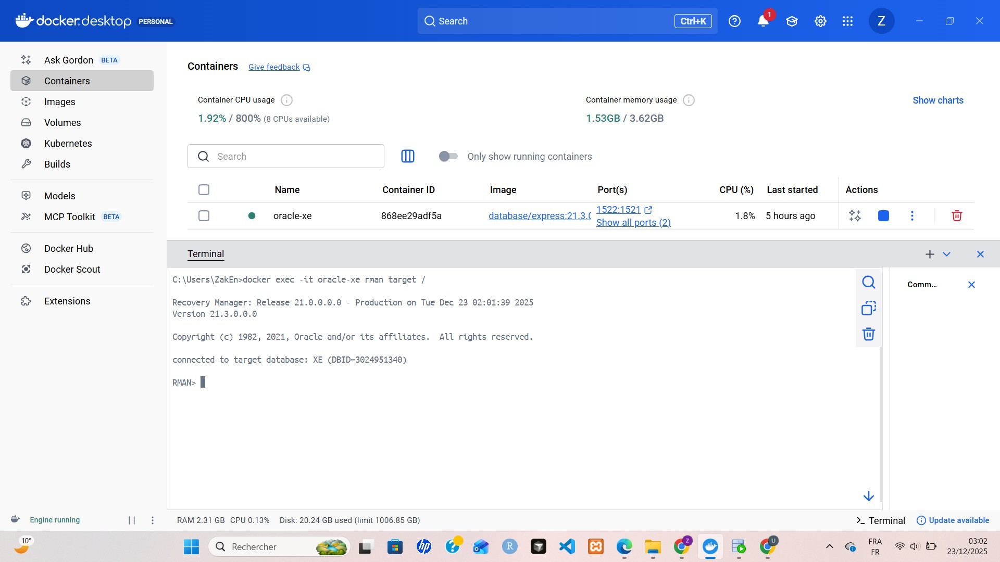 docker.desktop PERSONAL
Search Ctrl+K
1
Z
Ask Gordon BETA
Containers
Images
Volumes
Kubernetes
Builds
Models
MCP Toolkit BETA
Docker Hub
Docker Scout
Extensions
Containers Give feedback
Container CPU usage
1.92% / 800% (8 CPUs available)
Container memory usage
1.53GB / 3.62GB
Show charts
Search
Only show running containers
Name Container ID Image Port(s) CPU (%) Last started Actions
oracle-xe 868ee29adf5a database/express:21.3.0 1522:1521 1.8% 5 hours ago
Show all ports (2)
Terminal
C:\Users\ZakEn>docker exec -it oracle-xe rman target /
Recovery Manager: Release 21.0.0.0.0 - Production on Tue Dec 23 02:01:39 2025
Version 21.3.0.0.0
Copyright (c) 1982, 2021, Oracle and/or its affiliates.  All rights reserved.
connected to target database: XE (DBID=3024951340)
RMAN>
Comm...
Engine running
RAM 2.31 GB CPU 0.13% Disk: 20.24 GB used (limit 1006.85 GB)
Terminal
Update available
10°
Rechercher
hp
R
Z
U
FRA
FR
03:02
23/12/2025